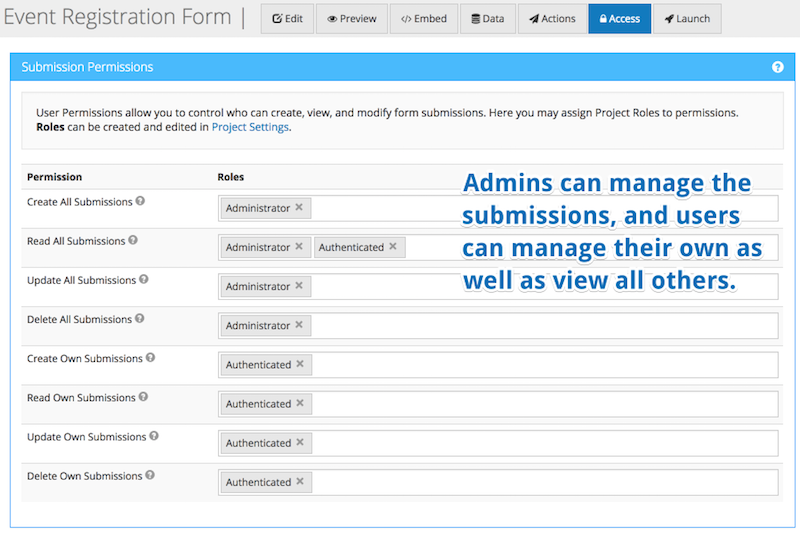 Event Registration Form |
Edit
Preview
</> Embed
Data
Actions
Access
Launch
Submission Permissions ?
User Permissions allow you to control who can create, view, and modify form submissions. Here you may assign Project Roles to permissions.
Roles can be created and edited in Project Settings.
Permission Roles
Create All Submissions ? Administrator ×
Read All Submissions ? Administrator × Authenticated ×
Update All Submissions ? Administrator ×
Delete All Submissions ? Administrator ×
Create Own Submissions ? Authenticated ×
Read Own Submissions ? Authenticated ×
Update Own Submissions ? Authenticated ×
Delete Own Submissions ? Authenticated ×
Admins can manage the
submissions, and users
can manage their own as
well as view all others.